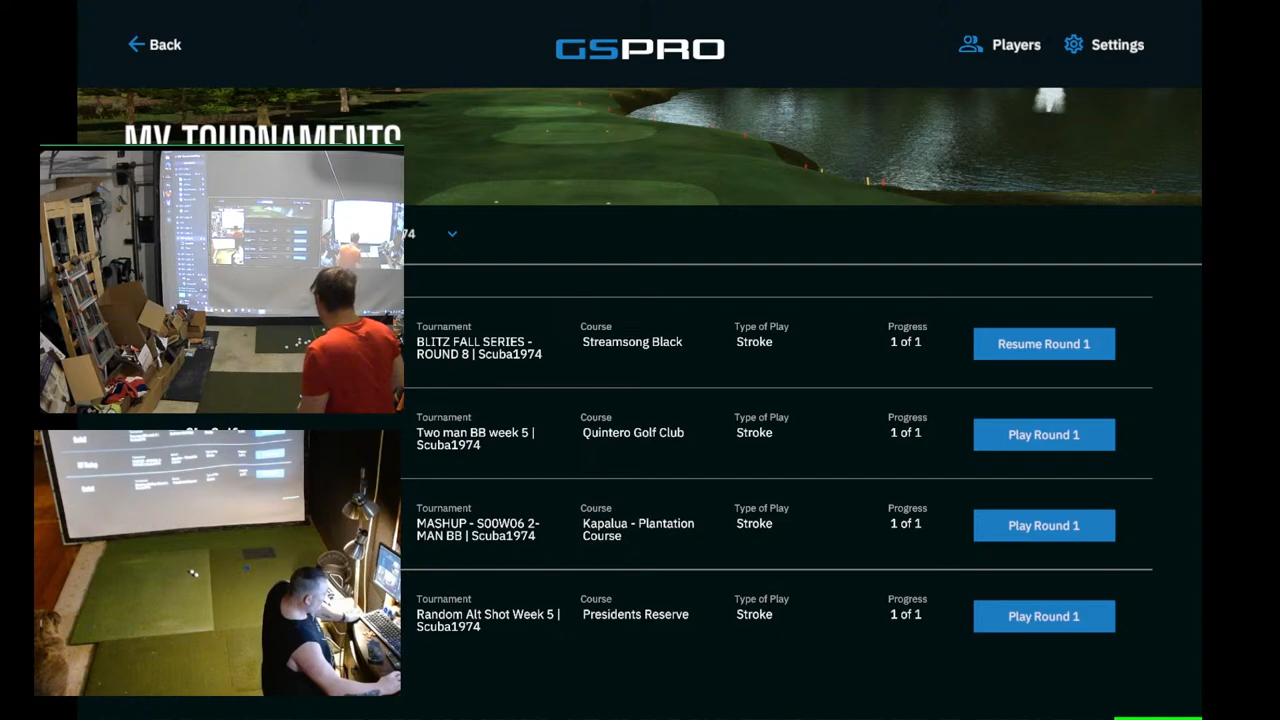 Back
GSPRO
Players
Settings
MY TOURNAMENTS
74
Tournament
Course
Type of Play
Progress
BLITZ FALL SERIES -
ROUND 8 | Scuba1974
Streamsong Black
Stroke
1 of 1
Resume Round 1
Tournament
Course
Type of Play
Progress
Two man BB week 5 |
Scuba1974
Quintero Golf Club
Stroke
1 of 1
Play Round 1
Tournament
Course
Type of Play
Progress
MASHUP - S00W06 2-
MAN BB | Scuba1974
Kapalua - Plantation
Course
Stroke
1 of 1
Play Round 1
Tournament
Course
Type of Play
Progress
Random Alt Shot Week 5 |
Scuba1974
Presidents Reserve
Stroke
1 of 1
Play Round 1